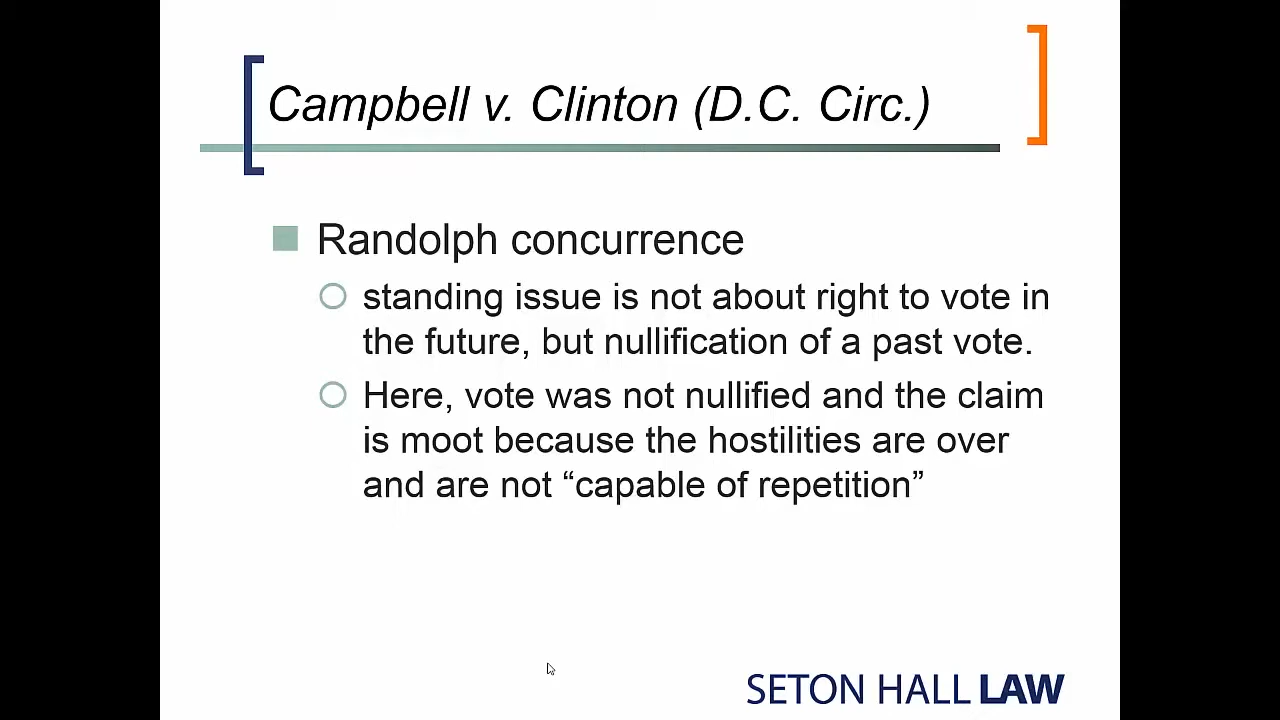 Campbell v. Clinton (D.C. Circ.)
Randolph concurrence
standing issue is not about right to vote in
the future, but nullification of a past vote.
Here, vote was not nullified and the claim
is moot because the hostilities are over
and are not “capable of repetition”
SETON HALL LAW